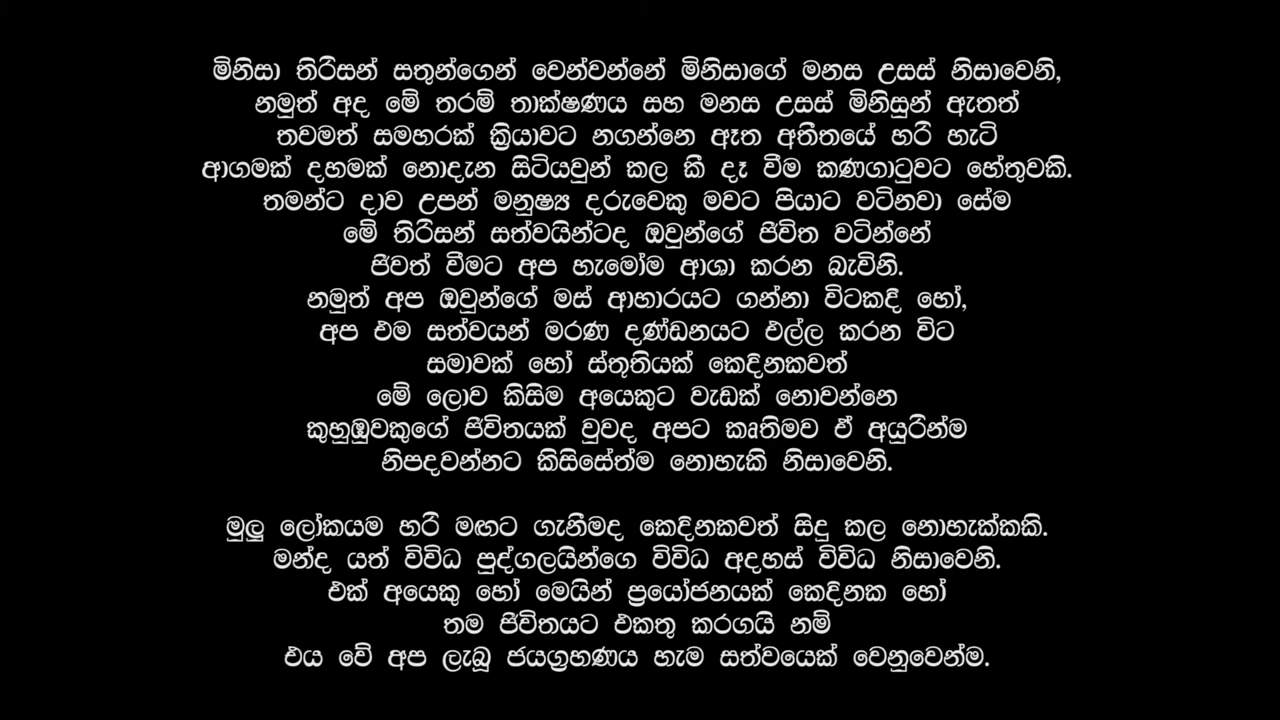 මිනිසා තිරිසන් සතුන්ගෙන් වෙන්වන්නේ මිනිසාගේ මනස උසස් නිසාවෙනි,
නමුත් අද මේ තරම් තාක්ෂණය සහ මනස උසස් මිනිසුන් ඇතත්
තවමත් සමහරක් ක්‍රියාවට නගන්නෙ ඈත අතීතයේ හරි හැටි
ආගමක් දහමක් නොදැන සිටියවුන් කල කී දෑ වීම කණගාටුවට හේතුවකි.
තමන්ට දාව උපන් මනුෂ්‍ය දරුවෙකු මවට පියාට වටිනවා සේම
මේ තිරිසන් සත්වයින්ටද ඔවුන්ගේ ජීවිත වටින්නේ
ජීවත් වීමට අප හැමෝම ආශා කරන බැවිනි.
නමුත් අප ඔවුන්ගේ මස් ආහාරයට ගන්නා විටකදී හෝ,
අප එම සත්වයන් මරණ දණ්ඩනයට එල්ල කරන විට
සමාවක් හෝ ස්තූතියක් කෙදිනකවත්
මේ ලොව කිසිම අයෙකුට වැඩක් නොවන්නෙ
කුහුඹුවකුගේ ජීවිතයක් වුවද අපට කෘතිමව ඒ අයුරින්ම
නිපදවන්නට කිසිසේත්ම නොහැකි නිසාවෙනි.
මුලු ලෝකයම හරි මඟට ගැනීමද කෙදිනකවත් සිදු කල නොහැක්කකි.
මන්ද යත් විවිධ පුද්ගලයින්ගෙ විවිධ අදහස් විවිධ නිසාවෙනි.
එක් අයෙකු හෝ මෙයින් ප්‍රයෝජනයක් කෙදිනක හෝ
තම ජීවිතයට එකතු කරගයි නම්
එය වේ අප ලැබූ ජයග්‍රහණය හැම සත්වයෙක් වෙනුවෙන්ම.